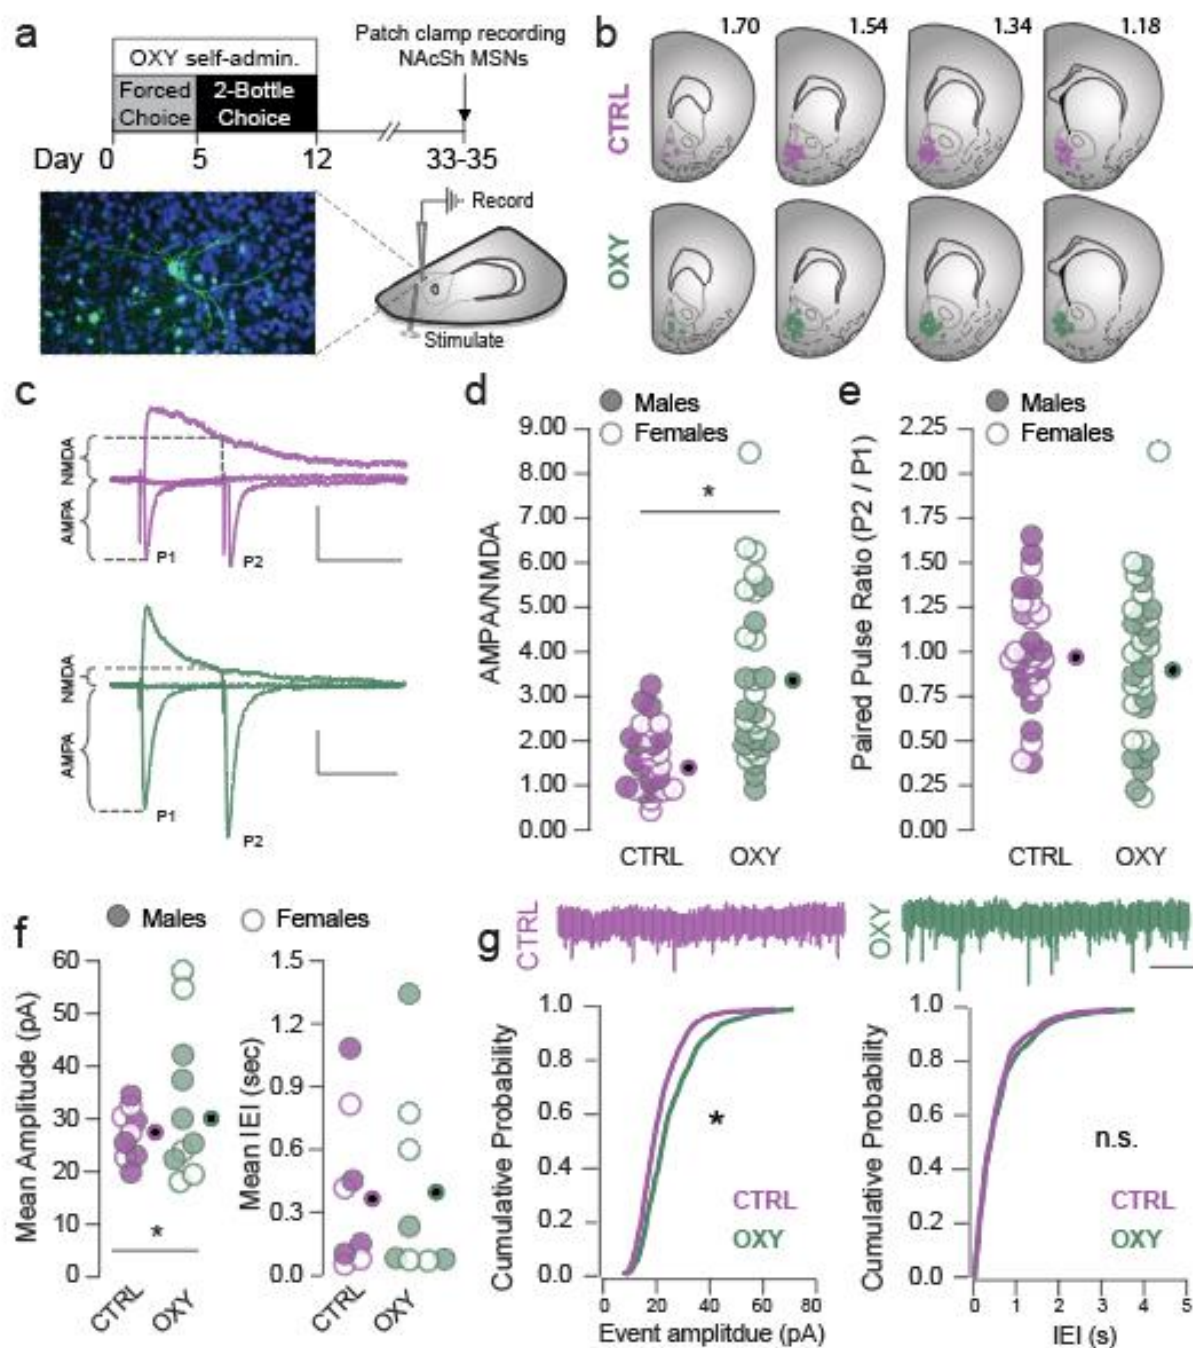 a
OXY self-admin.
Forced Choice
2-Bottle Choice
Patch clamp recording
NAcSh MSNs
Day 0 5 12 33-35
Record
Stimulate
b
1.70 1.54 1.34 1.18
CTRL
OXY
c
NMDA
AMPA
P1 P2
NMDA
AMPA
P1 P2
d
Males
Females
AMPA/NMDA
9.00
8.00
7.00
6.00
5.00
4.00
3.00
2.00
1.00
0.00
*
CTRL OXY
e
Males
Females
Paired Pulse Ratio (P2 / P1)
2.25
2.00
1.75
1.50
1.25
1.00
0.75
0.50
0.25
0.00
CTRL OXY
f
Males Females
Mean Amplitude (pA)
60
50
40
30
20
10
0
*
CTRL OXY
Mean IEI (sec)
1.5
1.2
0.9
0.6
0.3
0.0
CTRL OXY
g
CTRL
OXY
Cumulative Probability
1.0
0.8
0.6
0.4
0.2
0.0
*
CTRL
OXY
0 20 40 60 80
Event amplitdue (pA)
Cumulative Probability
1.0
0.8
0.6
0.4
0.2
0.0
n.s.
CTRL
OXY
0 1 2 3 4 5
IEI (s)